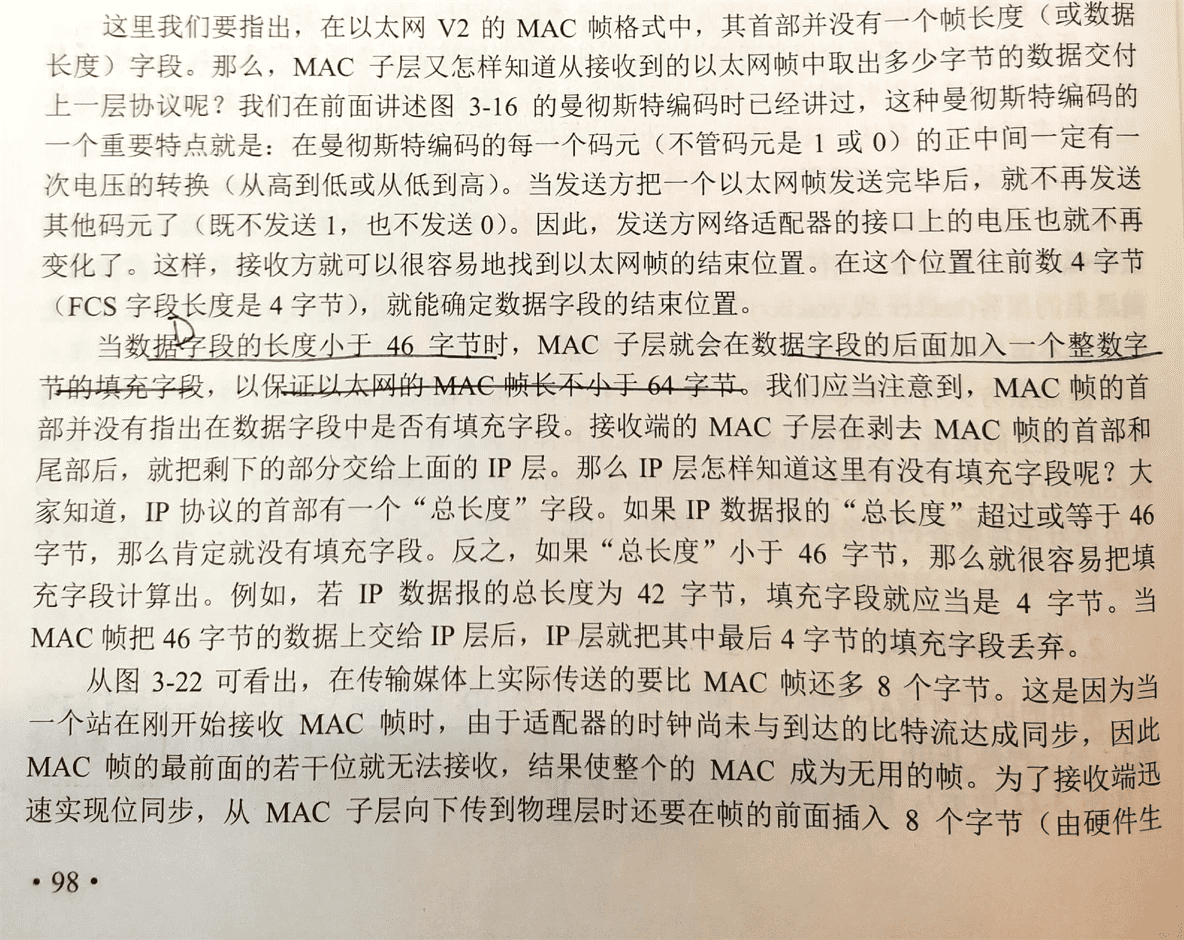 这里我们要指出，在以太网 V2 的 MAC 帧格式中，其首部并没有一个帧长度（或数据
长度）字段。那么，MAC 子层又怎样知道从接收到的以太网帧中取出多少字节的数据交付
上一层协议呢？我们在前面讲述图 3-16 的曼彻斯特编码时已经讲过，这种曼彻斯特编码的
一个重要特点就是：在曼彻斯特编码的每一个码元（不管码元是 1 或 0）的正中间一定有一
次电压的转换（从高到低或从低到高）。当发送方把一个以太网帧发送完毕后，就不再发送
其他码元了（既不发送 1，也不发送 0）。因此，发送方网络适配器的接口上的电压也就不再
变化了。这样，接收方就可以很容易地找到以太网帧的结束位置。在这个位置往前数 4 字节
（FCS 字段长度是 4 字节），就能确定数据字段的结束位置。
D
当数据字段的长度小于 46 字节时，MAC 子层就会在数据字段的后面加入一个整数字
节的填充字段，以保证以太网的 MAC 帧长不小于 64 字节。我们应当注意到，MAC 帧的首
部并没有指出在数据字段中是否有填充字段。接收端的 MAC 子层在剥去 MAC 帧的首部和
尾部后，就把剩下的部分交给上面的 IP 层。那么 IP 层怎样知道这里有没有填充字段呢？大
家知道，IP 协议的首部有一个“总长度”字段。如果 IP 数据报的“总长度”超过或等于 46
字节，那么肯定就没有填充字段。反之，如果“总长度”小于 46 字节，那么就很容易把填
充字段计算出。例如，若 IP 数据报的总长度为 42 字节，填充字段就应当是 4 字节。当
MAC 帧把 46 字节的数据上交给 IP 层后，IP 层就把其中最后 4 字节的填充字段丢弃。
从图 3-22 可看出，在传输媒体上实际传送的要比 MAC 帧还多 8 个字节。这是因为当
一个站在刚开始接收 MAC 帧时，由于适配器的时钟尚未与到达的比特流达成同步，因此
MAC 帧的最前面的若干位就无法接收，结果使整个的 MAC 成为无用的帧。为了接收端迅
速实现位同步，从 MAC 子层向下传到物理层时还要在帧的前面插入 8 个字节（由硬件生
·98·